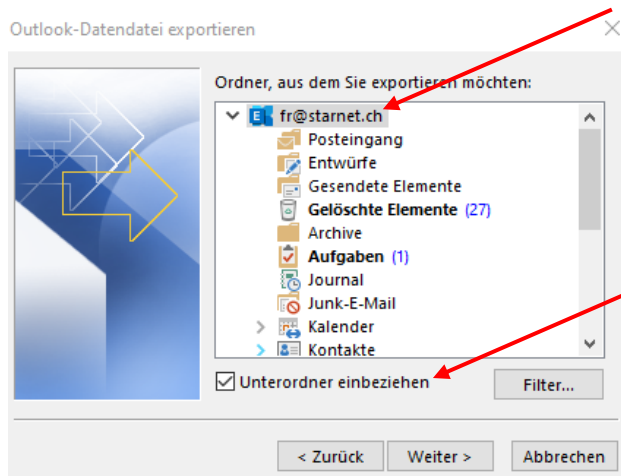 Outlook-Datendatei exportieren
Ordner, aus dem Sie exportieren möchten:
fr@starnet.ch
Posteingang
Entwürfe
Gesendete Elemente
Gelöschte Elemente (27)
Archive
Aufgaben (1)
Journal
Junk-E-Mail
Kalender
Kontakte
Unterordner einbeziehen
Filter...
< Zurück Weiter > Abbrechen